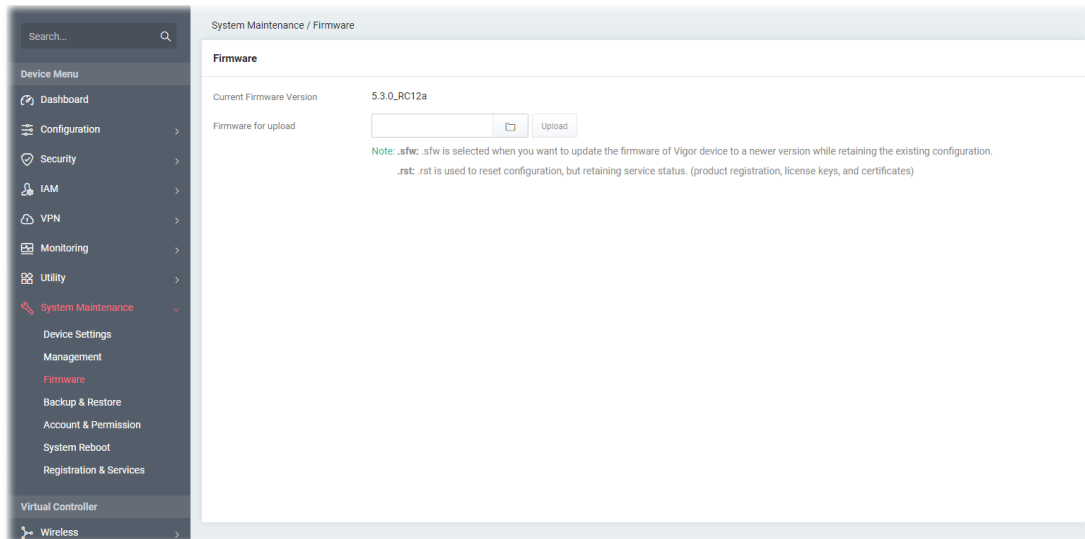 Search...
Device Menu
Dashboard
Configuration
Security
IAM
VPN
Monitoring
Utility
System Maintenance
Device Settings
Management
Firmware
Backup & Restore
Account & Permission
System Reboot
Registration & Services
Virtual Controller
Wireless
System Maintenance / Firmware
Firmware
Current Firmware Version 5.3.0_RC12a
Firmware for upload Upload
Note: .sfw: .sfw is selected when you want to update the firmware of Vigor device to a newer version while retaining the existing configuration.
.rst: .rst is used to reset configuration, but retaining service status. (product registration, license keys, and certificates)